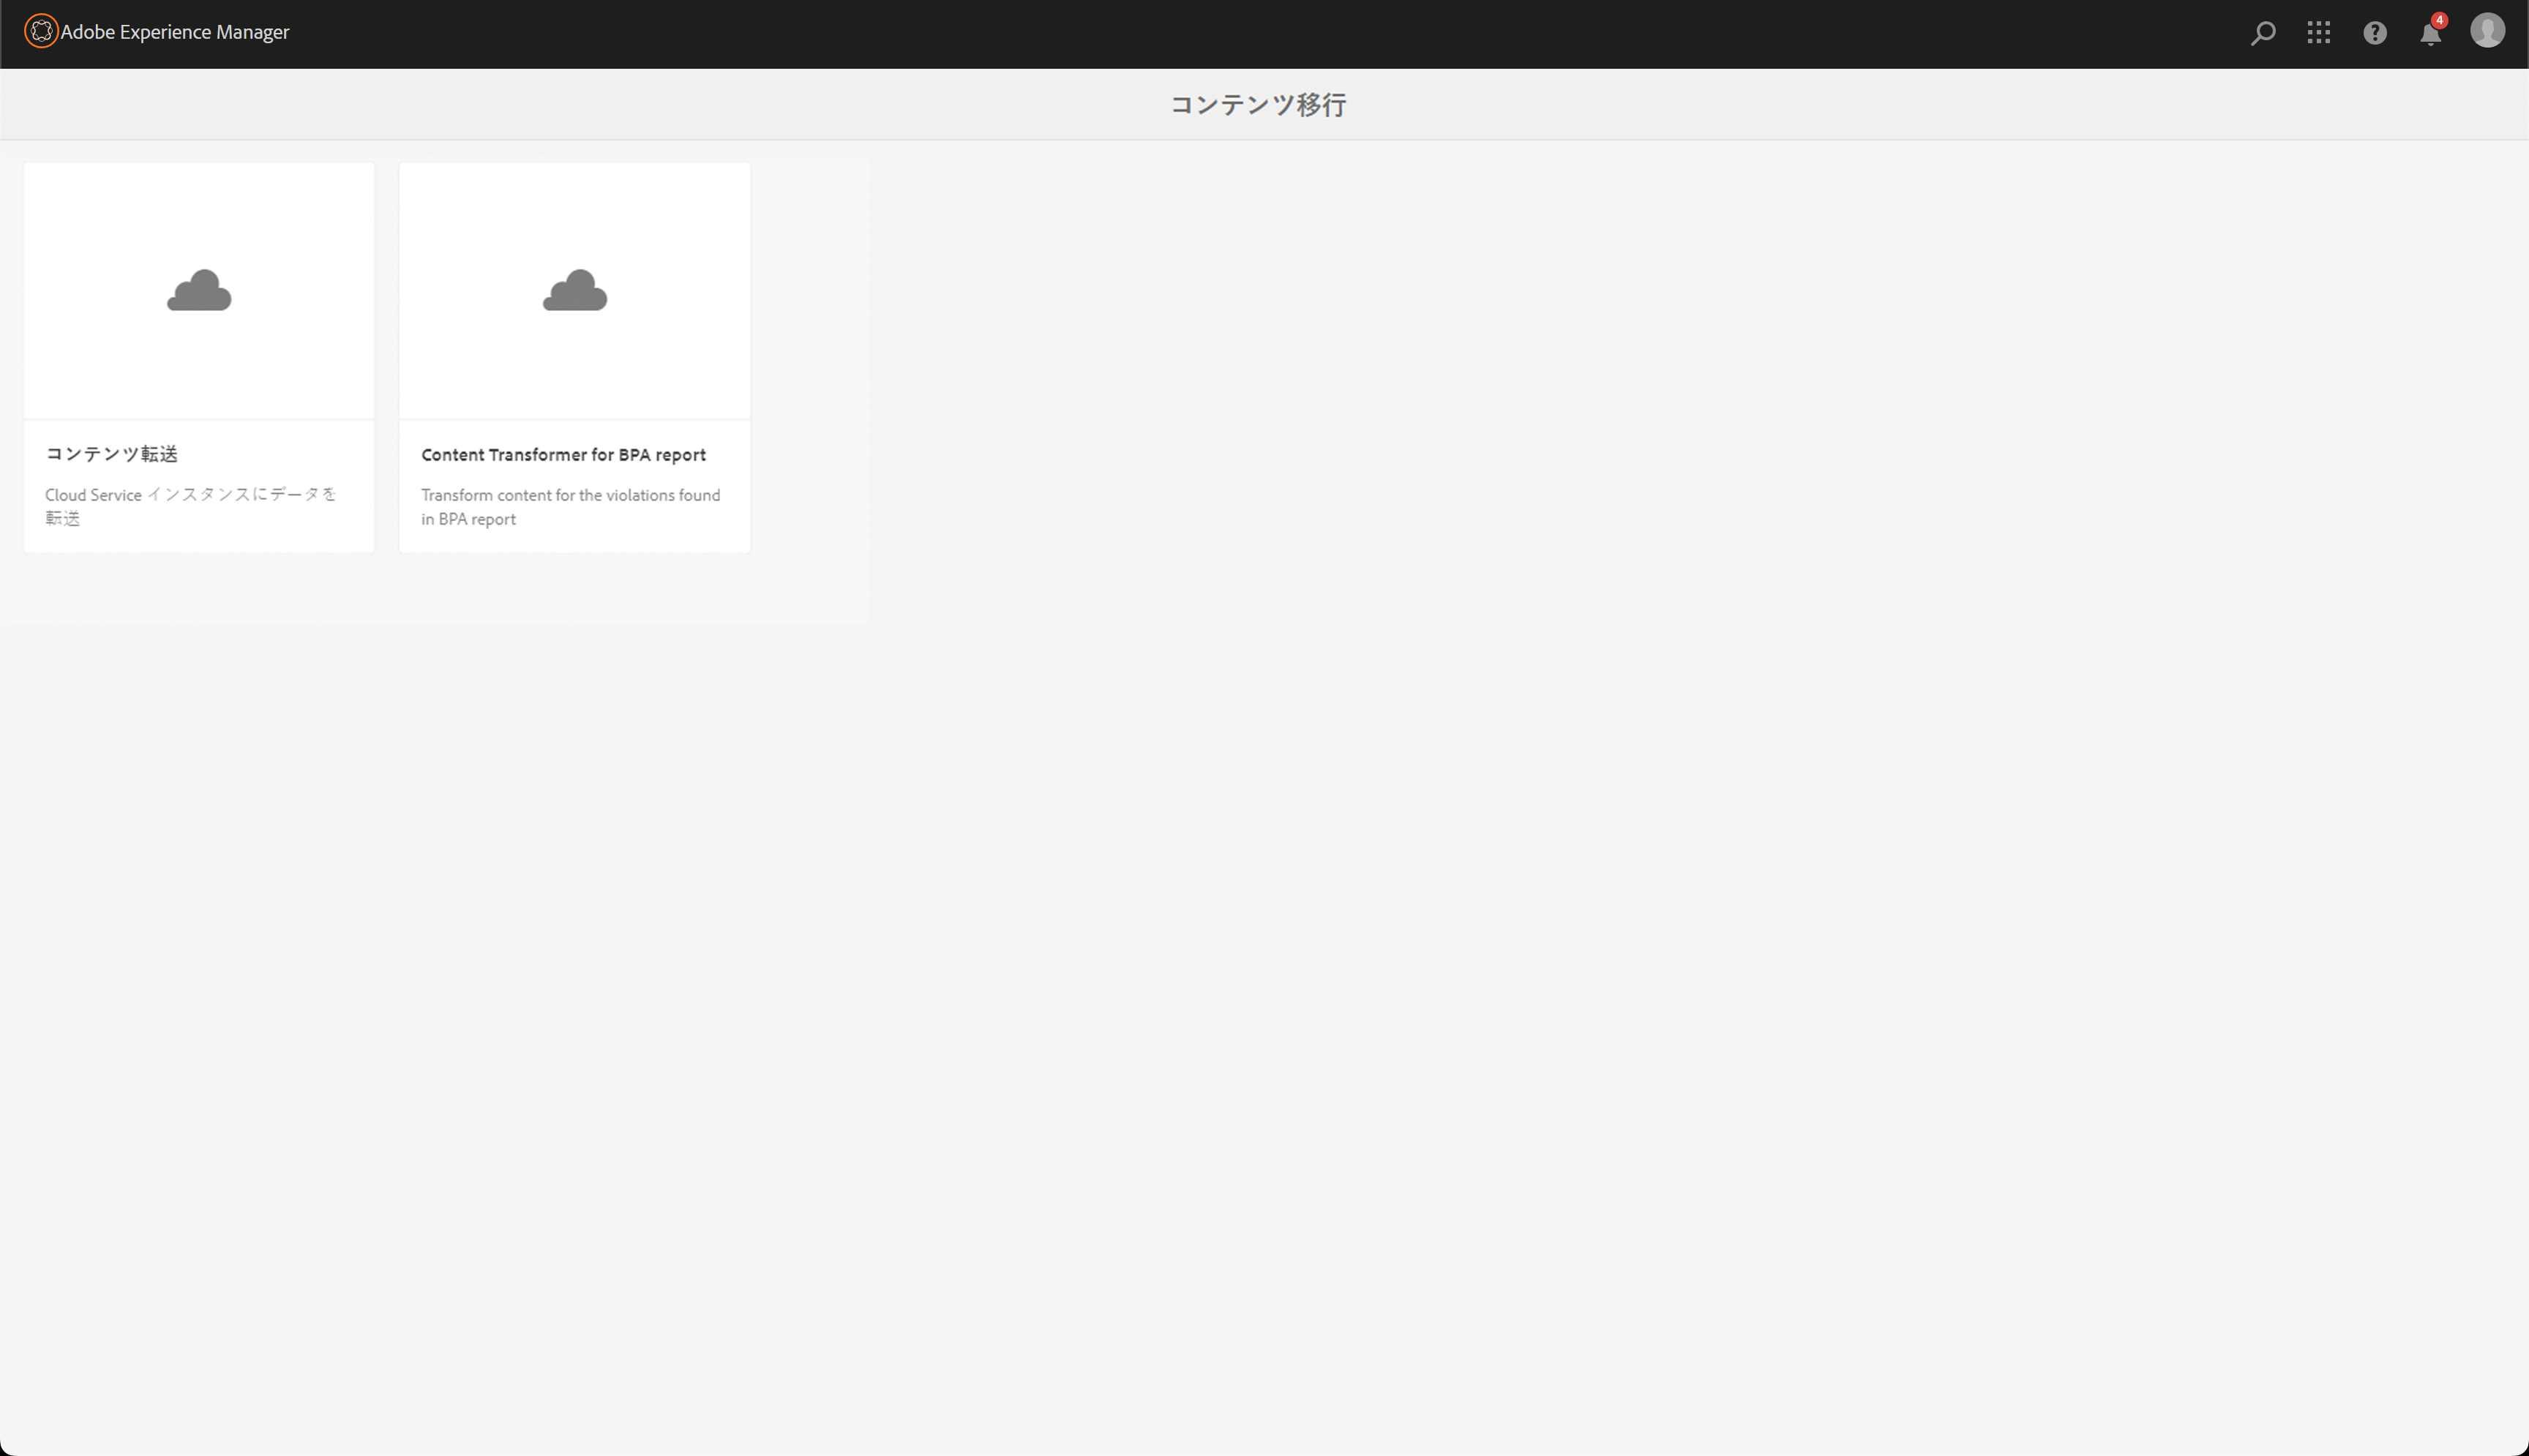 Adobe Experience Manager
4
コンテンツ移行
コンテンツ転送
Cloud Service インスタンスにデータを
転送
Content Transformer for BPA report
Transform content for the violations found
in BPA report